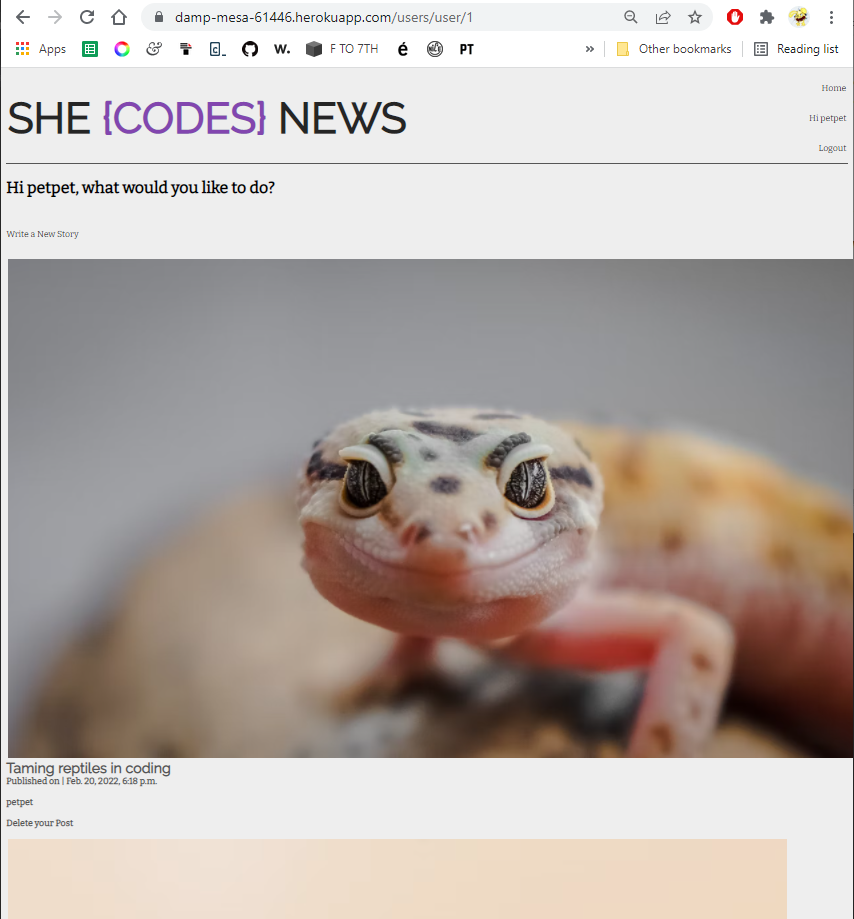 damp-mesa-61446.herokuapp.com/users/user/1
Apps
F TO 7TH
é
PT
»
Other bookmarks
Reading list
Home
SHE {CODES} NEWS
Hi petpet
Logout
Hi petpet, what would you like to do?
Write a New Story
Taming reptiles in coding
Published on | Feb. 20, 2022, 6:18 p.m.
petpet
Delete your Post